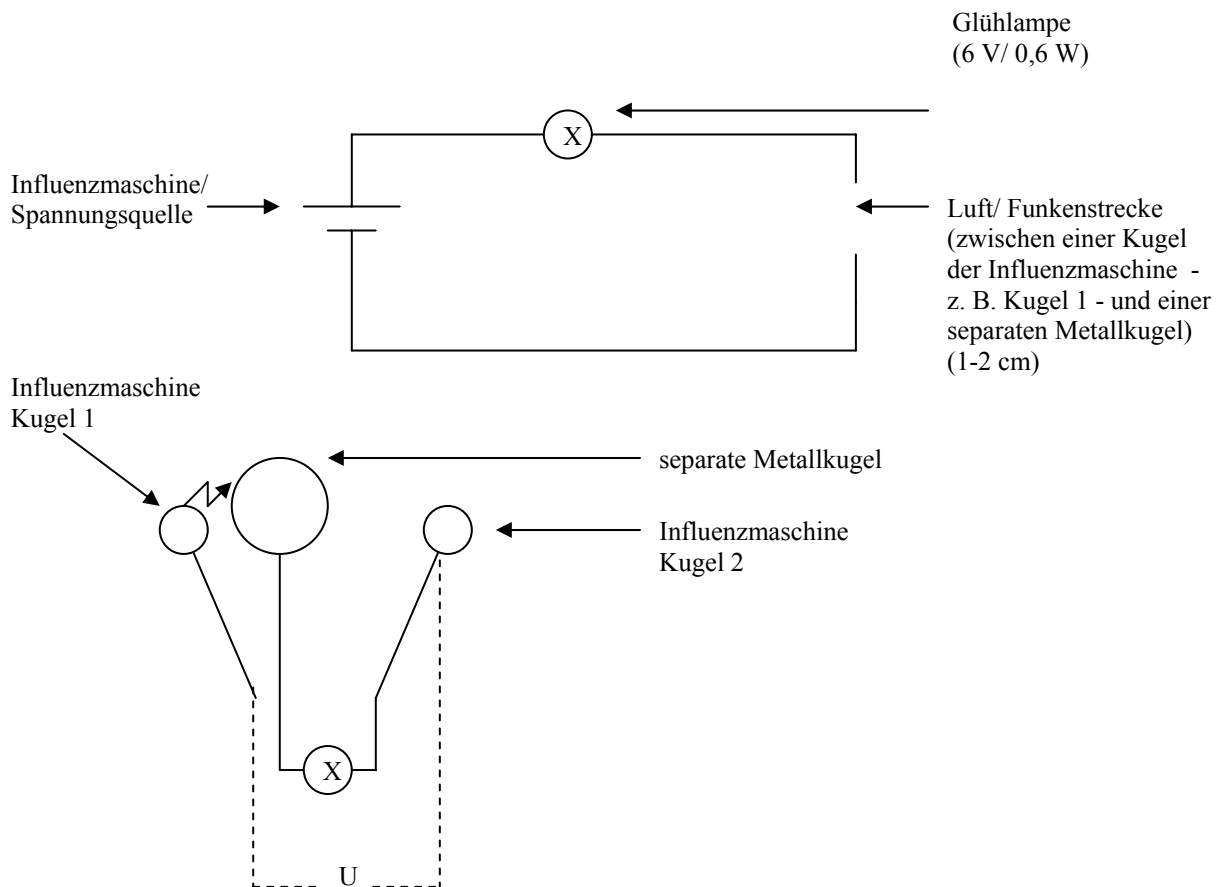 Glühlampe
(6 V/ 0,6 W)
X
Influenzmaschine/
Spannungsquelle
Luft/ Funkenstrecke
(zwischen einer Kugel
der Influenzmaschine -
z. B. Kugel 1 - und einer
separaten Metallkugel)
(1-2 cm)
Influenzmaschine
Kugel 1
separate Metallkugel
Influenzmaschine
Kugel 2
X
U